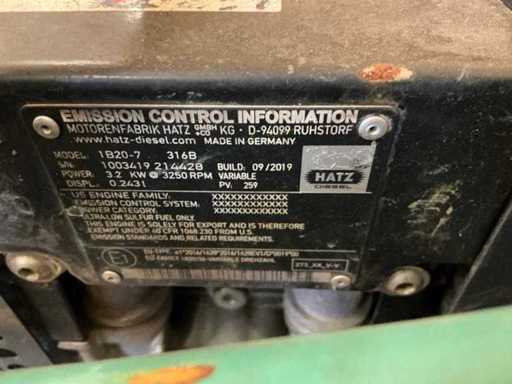 EMISSION CONTROL INFORMATION
MOTORENFABRIK HATZ GMBH +CO KG · D-94099 RUHSTORF
www.hatz-diesel.com · Made in Germany
MODEL: 1B20-7 316B
S/N: 1003419 214428 BUILD: 09/2019
POWER: 3.2 KW @ 3250 RPM VARIABLE
DISPL.: 0.243l PV: 259
HATZ
DIESEL
US ENGINE FAMILY: XXXXXXXXXXXX
EMISSION CONTROL SYSTEM: XXXXXXXXXXXX
POWER CATEGORY: XXXXXXXXXXXX
ULTRA-LOW SULFUR FUEL ONLY
THIS ENGINE IS SOLELY FOR EXPORT AND IS THEREFORE
EXEMPT UNDER 40 CFR 1068.230 FROM U.S.
EMISSION STANDARDS AND RELATED REQUIREMENTS.